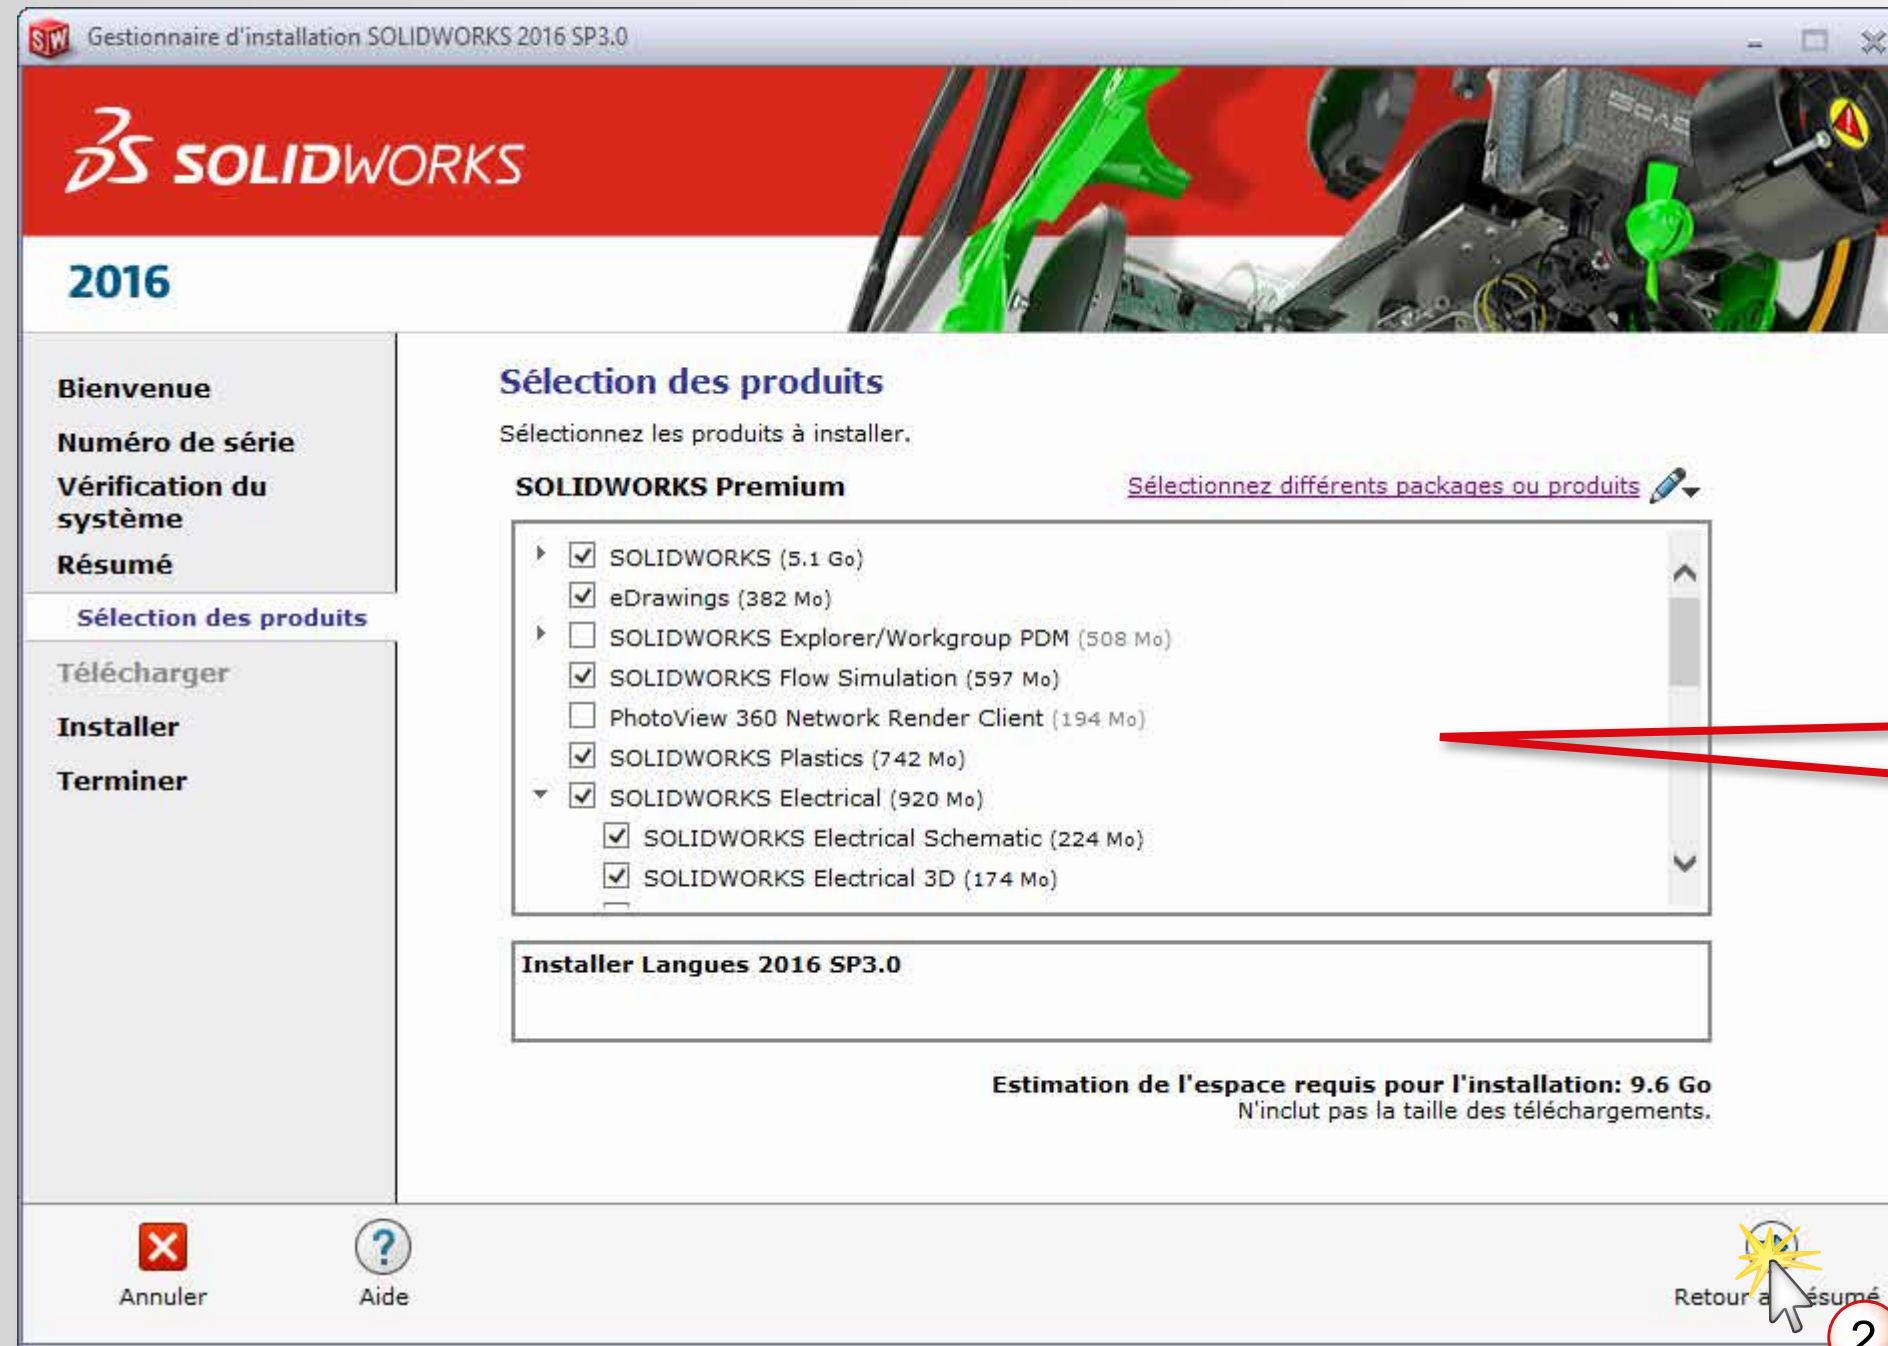 SW Gestionnaire d'installation SOLIDWORKS 2016 SP3.0
3S SOLIDWORKS
2016
Bienvenue
Numéro de série
Vérification du
système
Résumé
Sélection des produits
Télécharger
Installer
Terminer
Sélection des produits
Sélectionnez les produits à installer.
SOLIDWORKS Premium
Sélectionnez différents packages ou produits
SOLIDWORKS (5.1 Go)
eDrawings (382 Mo)
SOLIDWORKS Explorer/Workgroup PDM (508 Mo)
SOLIDWORKS Flow Simulation (597 Mo)
PhotoView 360 Network Render Client (194 Mo)
SOLIDWORKS Plastics (742 Mo)
SOLIDWORKS Electrical (920 Mo)
SOLIDWORKS Electrical Schematic (224 Mo)
SOLIDWORKS Electrical 3D (174 Mo)
Installer Langues 2016 SP3.0
Estimation de l'espace requis pour l'installation: 9.6 Go
N'inclut pas la taille des téléchargements.
Annuler
? Aide
Retour
2